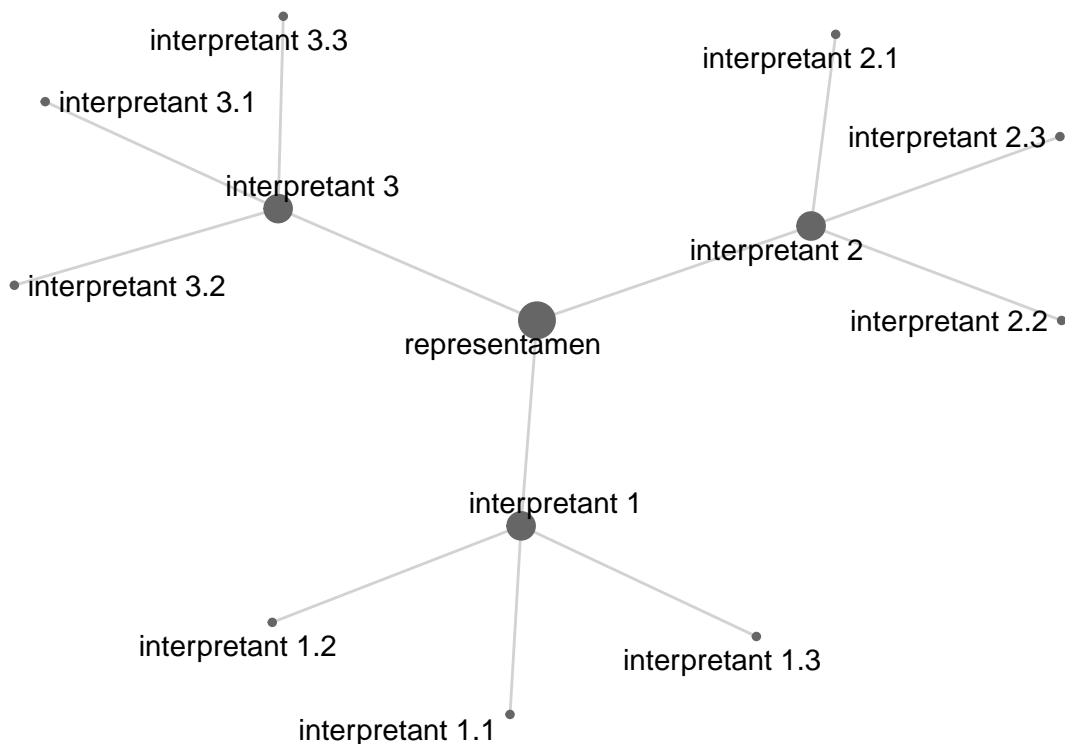 interpretant 3.3
interpretant 2.1
interpretant 3.1
interpretant 2.3
interpretant 3
interpretant 2
interpretant 3.2
interpretant 2.2
representamen
interpretant 1
interpretant 1.2
interpretant 1.3
interpretant 1.1